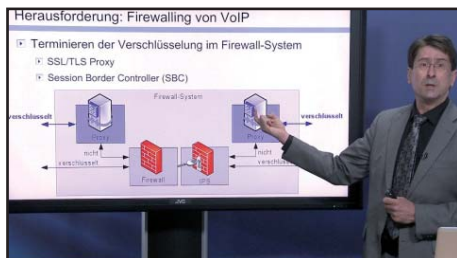 Herausforderung: Firewalling von VoIP
Terminieren der Verschlüsselung im Firewall-System
SSL/TLS Proxy
Session Border Controller (SBC)
Firewall-System
verschlüsselt
verschlüsselt
Proxy
Proxy
nicht
nicht
verschlüsselt
Firewall
IPS
JVC